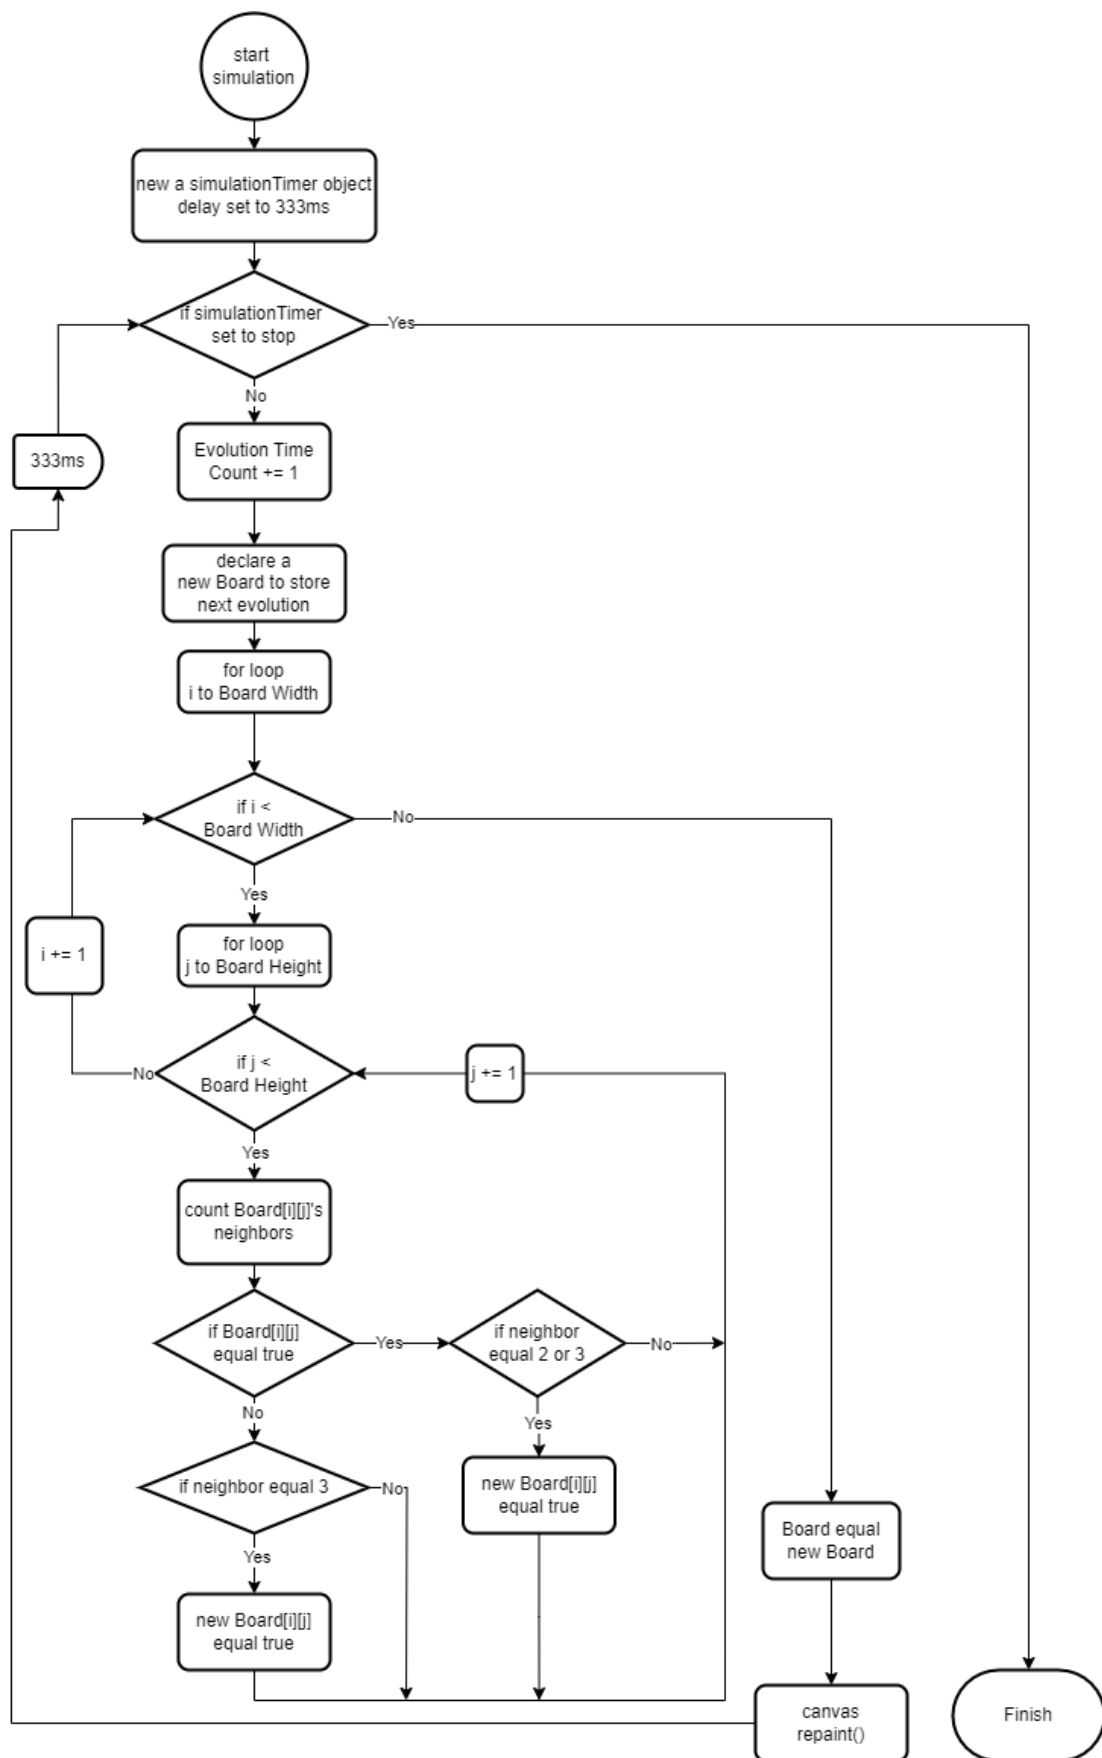 start
simulation
new a simulationTimer object
delay set to 333ms
if simulationTimer
set to stop
Yes
No
333ms
Evolution Time
Count += 1
declare a
new Board to store
next evolution
for loop
i to Board Width
if i <
Board Width
No
Yes
i += 1
for loop
j to Board Height
if j <
Board Height
No
j += 1
Yes
count Board[i][j]'s
neighbors
if Board[i][j]
equal true
Yes
if neighbor
equal 2 or 3
No
No
Yes
if neighbor equal 3
No
new Board[i][j]
equal true
Yes
new Board[i][j]
equal true
Board equal
new Board
canvas
repaint()
Finish